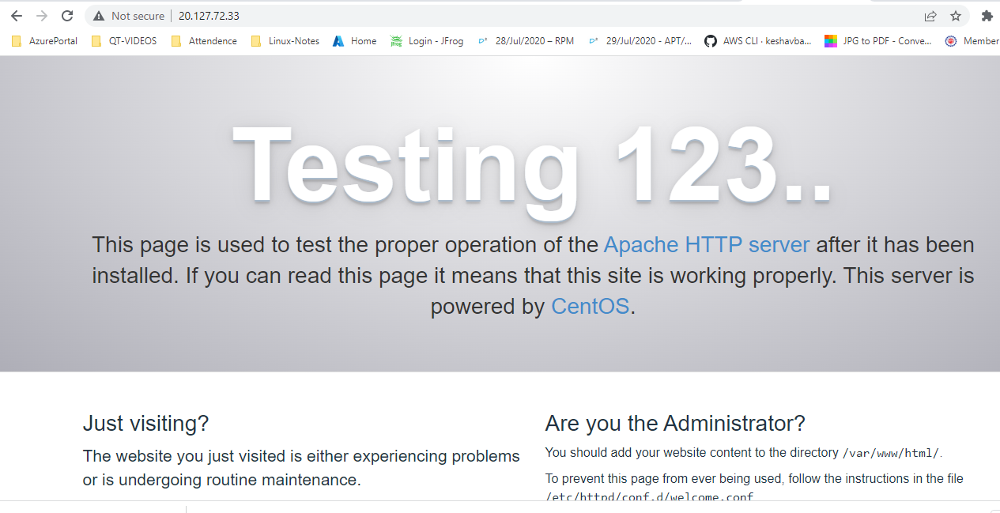 Not secure | 20.127.72.33
AzurePortal QT-VIDEOS Attendence Linux-Notes Home Login - JFrog 28/Jul/2020 – RPM 29/Jul/2020 - APT/... AWS CLI · keshavba... JPG to PDF - Conve... Member
Testing 123..
This page is used to test the proper operation of the Apache HTTP server after it has been
installed. If you can read this page it means that this site is working properly. This server is
powered by CentOS.
Just visiting?
The website you just visited is either experiencing problems
or is undergoing routine maintenance.
Are you the Administrator?
You should add your website content to the directory /var/www/html/.
To prevent this page from ever being used, follow the instructions in the file
/etc/httpd/conf.d/welcome.conf